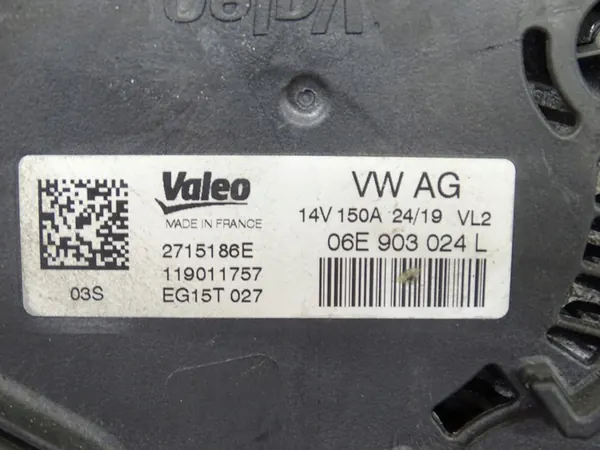 Valeo
Valeo
MADE IN FRANCE
2715186E
119011757
EG15T 027
03S
VW AG
14V 150A 24/19 VL2
06E 903 024 L